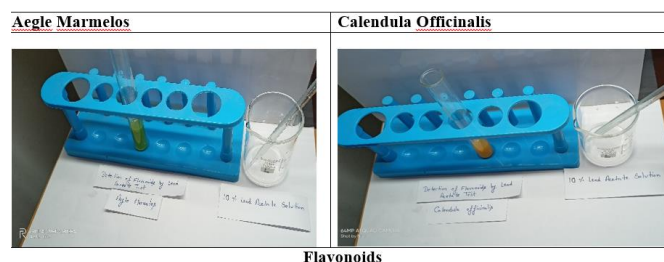 Aegle Marmelos
Calendula Officinalis
Detection of Flavonoids by Lead
Acetate Test
Aegle Marmelos
10 % Lead Acetate Solution
Detection of Flavonoids by Lead
Acetate Test
Calendula officinalis
10 % Lead Acetate Solution
Flavonoids